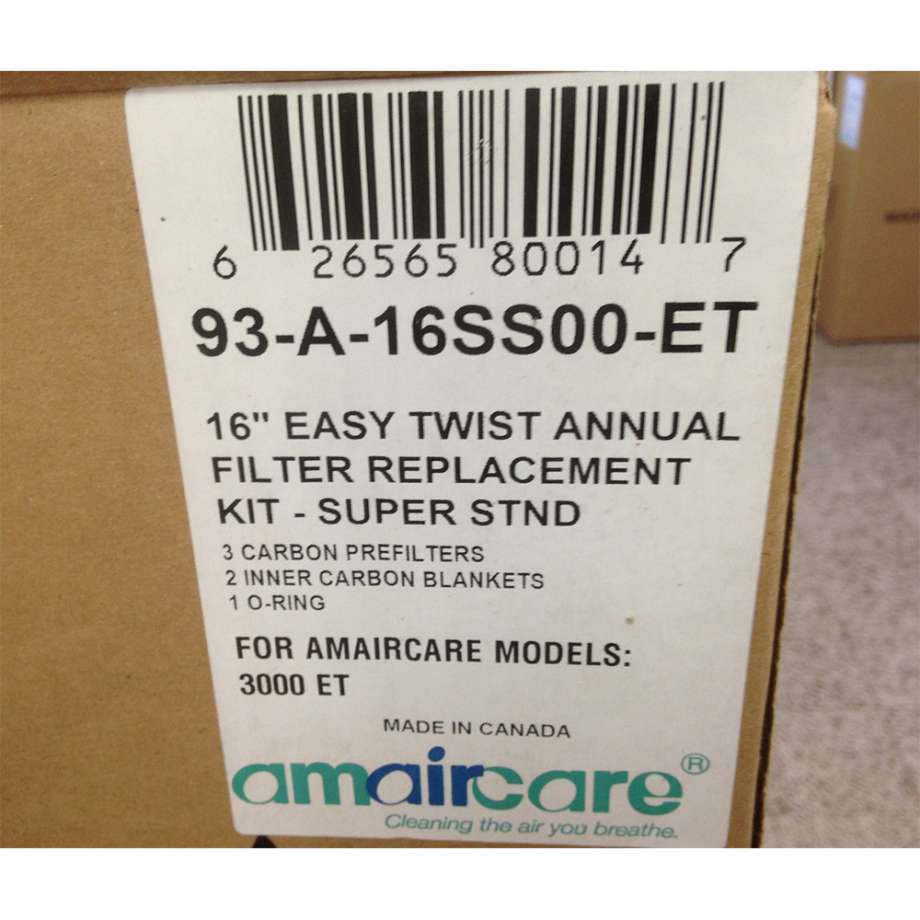 6 26565 80014 7
93-A-16SS00-ET
16" EASY TWIST ANNUAL
FILTER REPLACEMENT
KIT - SUPER STND
3 CARBON PREFILTERS
2 INNER CARBON BLANKETS
1 O-RING
FOR AMAIRCARE MODELS:
3000 ET
MADE IN CANADA
amaircare®
Cleaning the air you breathe.